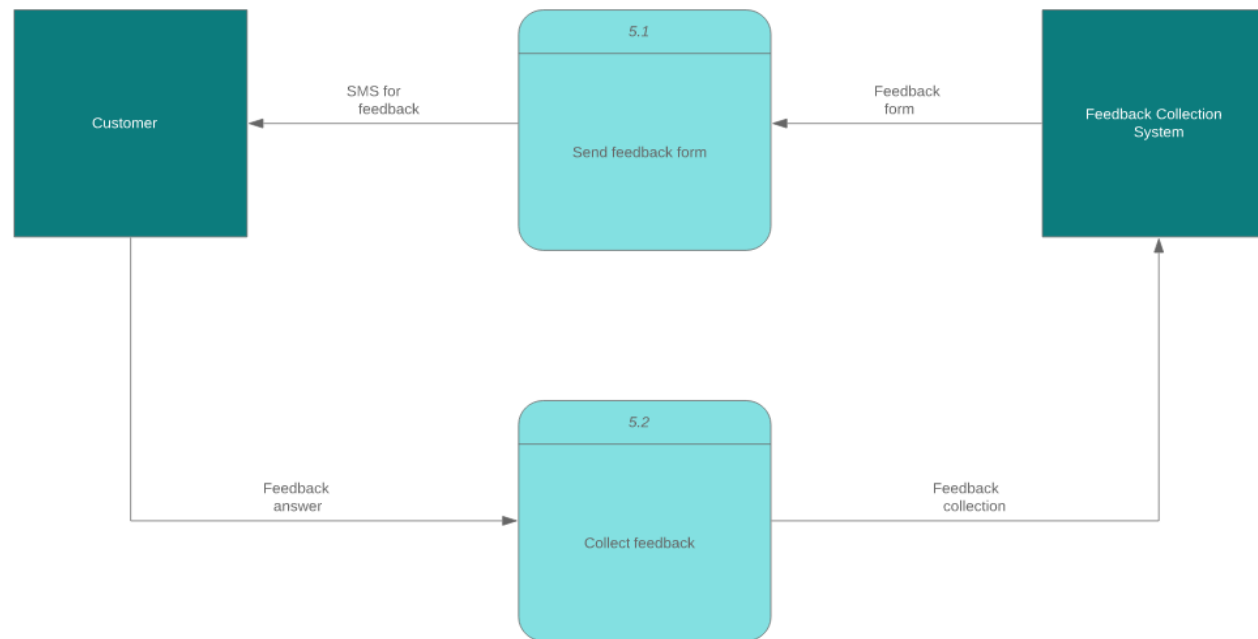 5.1
SMS for
feedback
Feedback
form
Customer
Send feedback form
Feedback Collection
System
5.2
Feedback
answer
Feedback
collection
Collect feedback